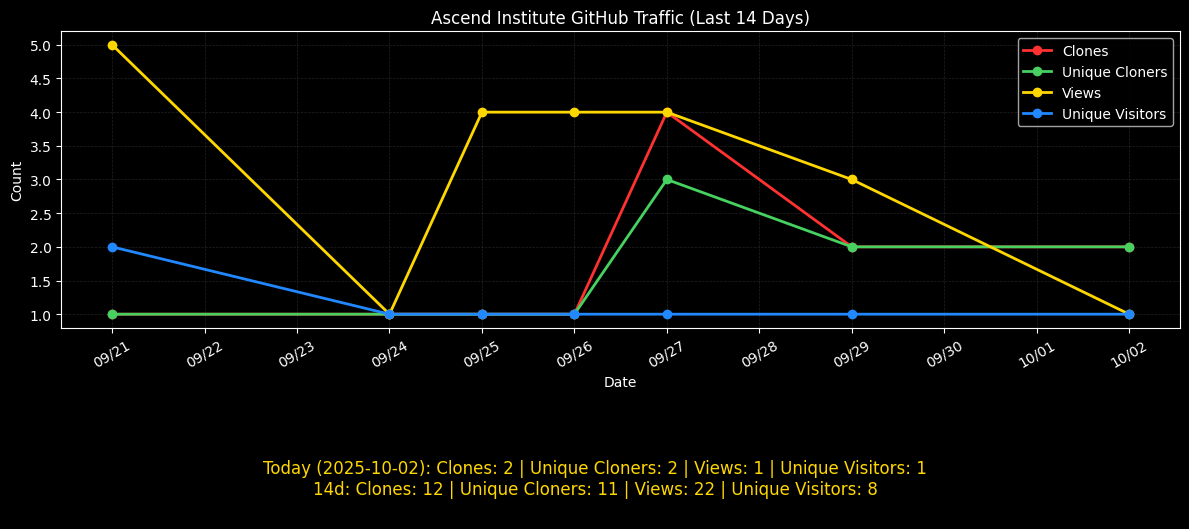 Ascend Institute GitHub Traffic (Last 14 Days)
Clones
Unique Cloners
Views
Unique Visitors
Count
5.0
4.5
4.0
3.5
3.0
2.5
2.0
1.5
1.0
09/21
09/22
09/23
09/24
09/25
09/26
09/27
09/28
09/29
09/30
10/01
10/02
Date
Today (2025-10-02): Clones: 2 | Unique Cloners: 2 | Views: 1 | Unique Visitors: 1
14d: Clones: 12 | Unique Cloners: 11 | Views: 22 | Unique Visitors: 8